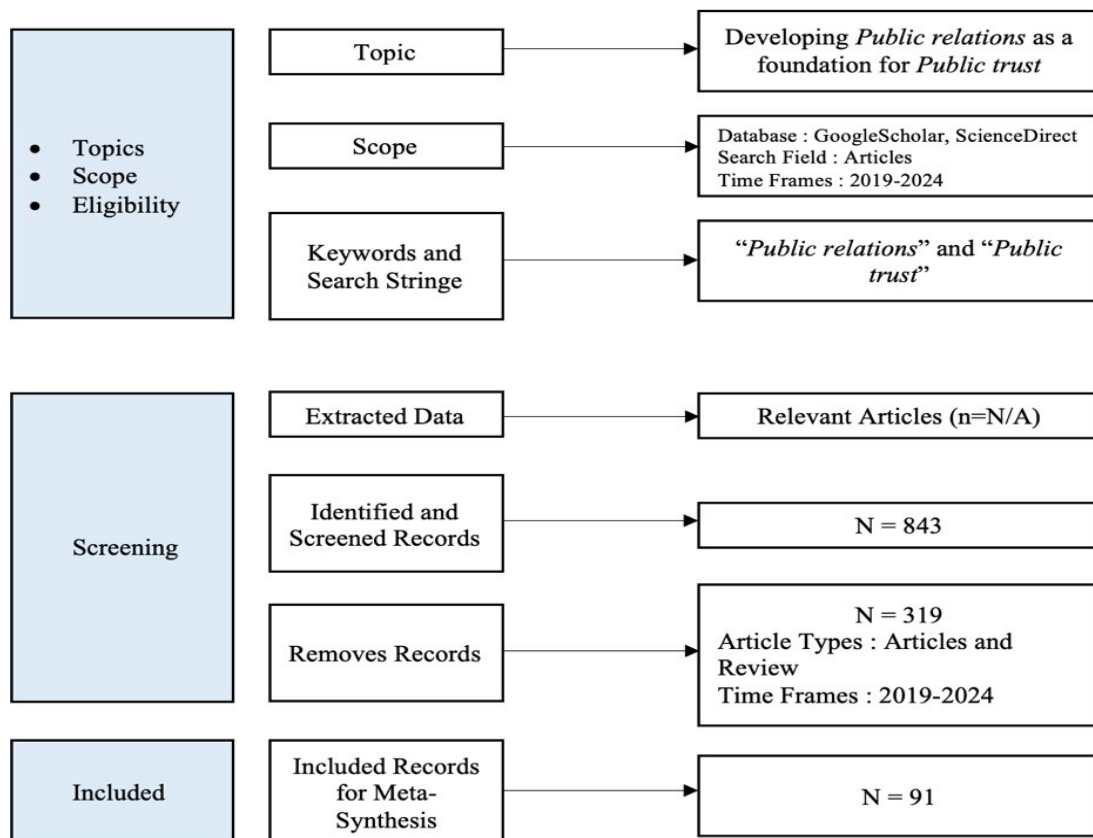 • Topics
• Scope
• Eligibility
Topic
Developing Public relations as a
foundation for Public trust
Scope
Database : GoogleScholar, ScienceDirect
Search Field : Articles
Time Frames : 2019-2024
Keywords and
Search Stringe
“Public relations” and “Public
trust”
Screening
Extracted Data
Relevant Articles (n=N/A)
Identified and
Screened Records
N = 843
Removes Records
N = 319
Article Types : Articles and
Review
Time Frames : 2019-2024
Included
Included Records
for Meta-
Synthesis
N = 91